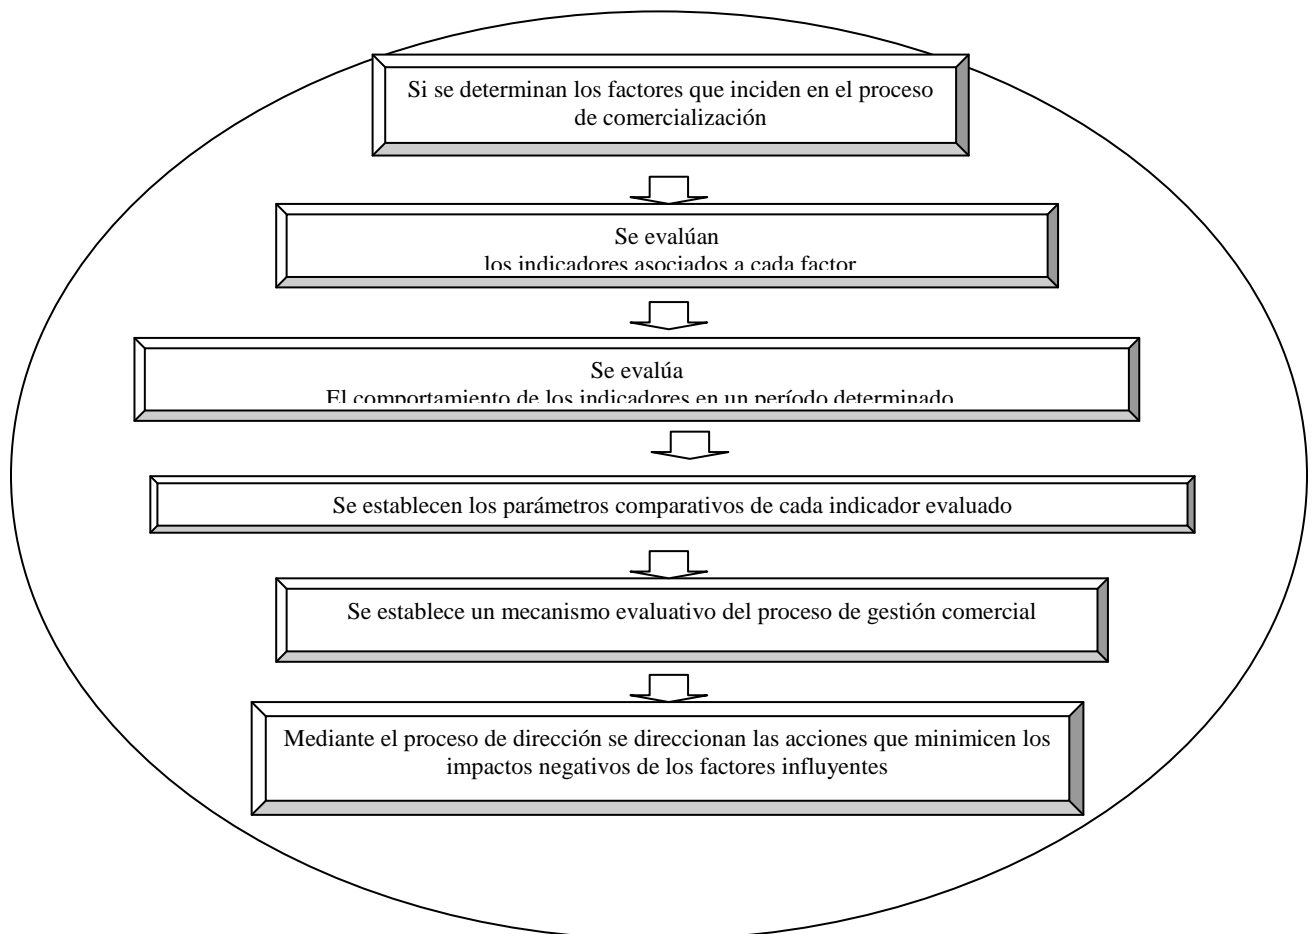 Si se determinan los factores que inciden en el proceso
de comercialización
Se evalúan
los indicadores asociados a cada factor
Se evalúa
El comportamiento de los indicadores en un período determinado
Se establecen los parámetros comparativos de cada indicador evaluado
Se establece un mecanismo evaluativo del proceso de gestión comercial
Mediante el proceso de dirección se direccionan las acciones que minimicen los
impactos negativos de los factores influyentes